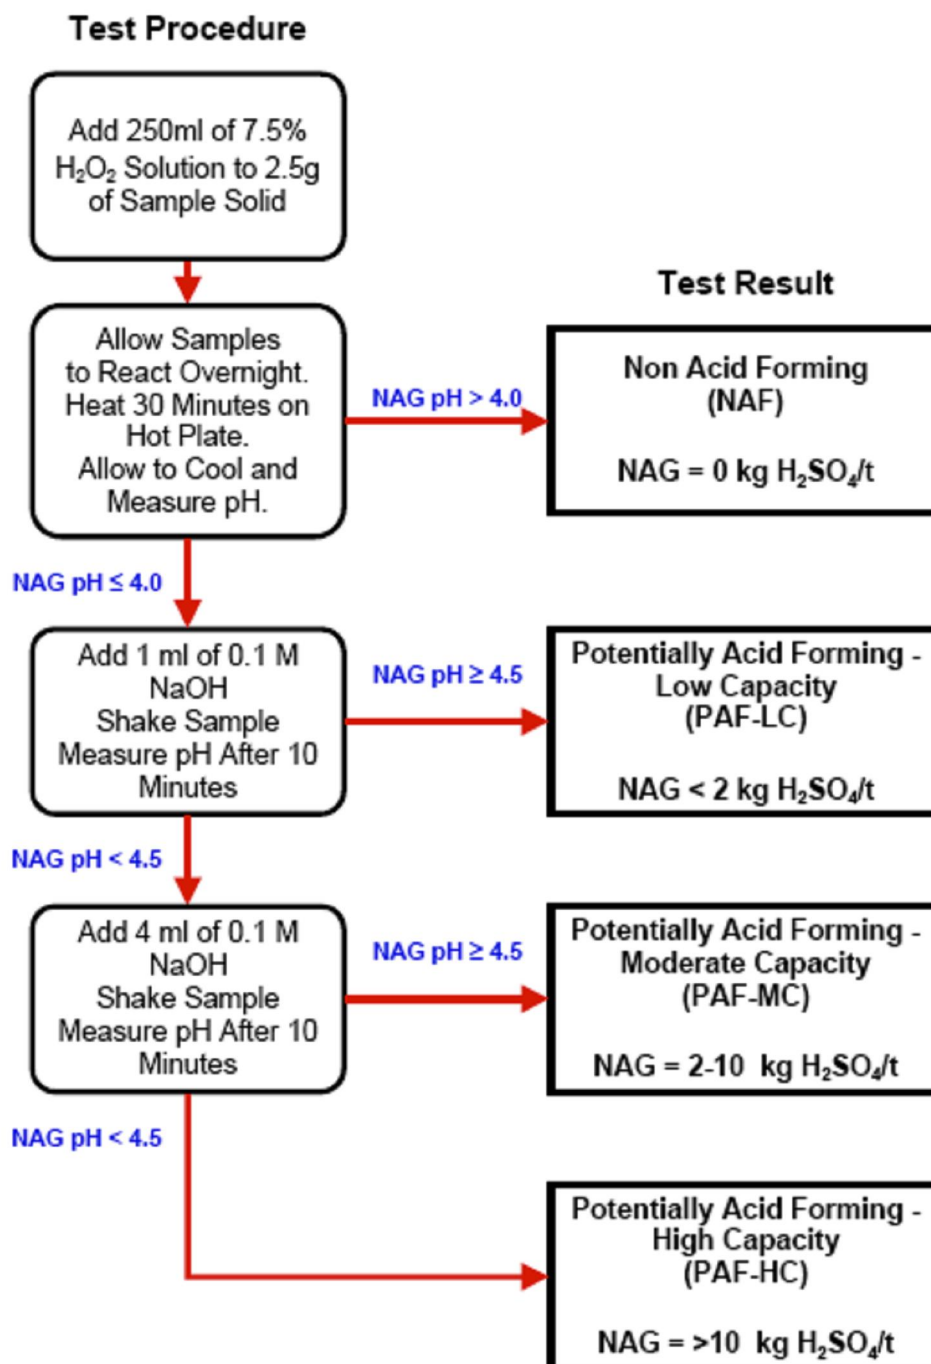 Test Procedure
Add 250ml of 7.5%
H₂O₂ Solution to 2.5g
of Sample Solid
Test Result
Allow Samples
to React Overnight.
Heat 30 Minutes on
Hot Plate.
Allow to Cool and
Measure pH.
NAG pH > 4.0
Non Acid Forming
(NAF)
NAG = 0 kg H₂SO₄/t
NAG pH ≤ 4.0
Add 1 ml of 0.1 M
NaOH
Shake Sample
Measure pH After 10
Minutes
NAG pH ≥ 4.5
Potentially Acid Forming -
Low Capacity
(PAF-LC)
NAG < 2 kg H₂SO₄/t
NAG pH < 4.5
Add 4 ml of 0.1 M
NaOH
Shake Sample
Measure pH After 10
Minutes
NAG pH ≥ 4.5
Potentially Acid Forming -
Moderate Capacity
(PAF-MC)
NAG = 2-10 kg H₂SO₄/t
NAG pH < 4.5
Potentially Acid Forming -
High Capacity
(PAF-HC)
NAG = >10 kg H₂SO₄/t